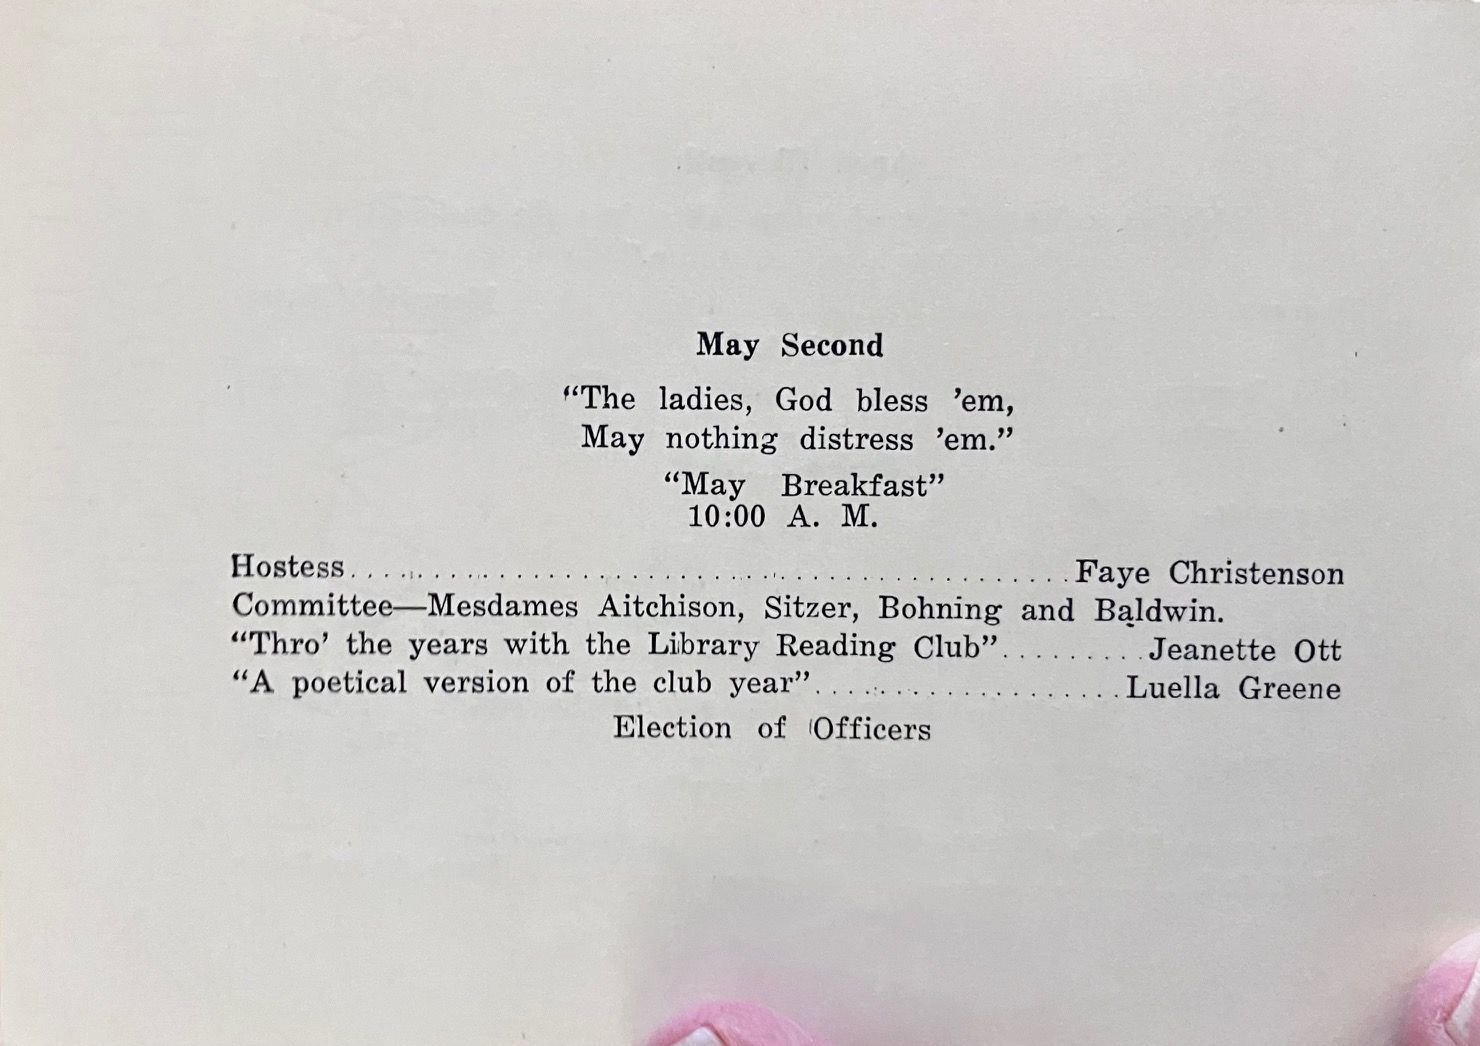 May Second
“The ladies, God bless ’em,
May nothing distress ’em.”
“May Breakfast”
10:00 A. M.
Hostess........................................Faye Christenson
Committee—Mesdames Aitchison, Sitzer, Bohning and Baldwin.
“Thro’ the years with the Library Reading Club”.........Jeanette Ott
“A poetical version of the club year”....................Luella Greene
Election of Officers